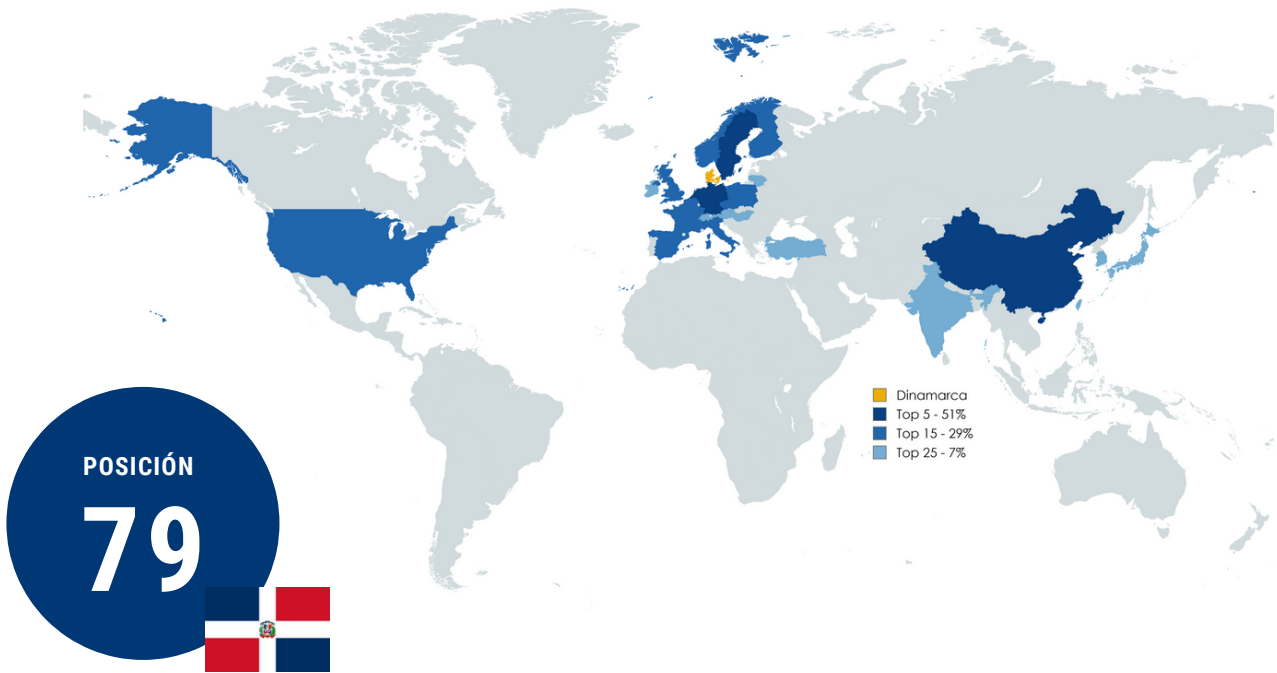 Dinamarca
Top 5 - 51%
Top 15 - 29%
Top 25 - 7%
POSICIÓN
79